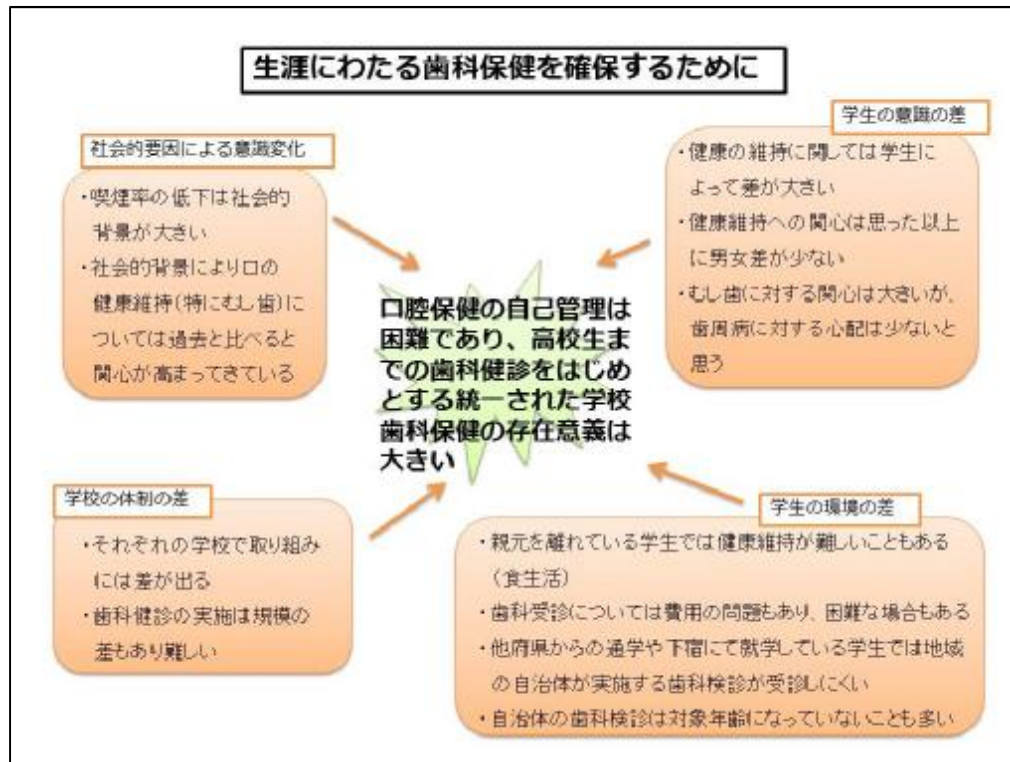 生涯にわたる歯科保健を確保するために
社会的要因による意識変化
・喫煙率の低下は社会的
背景が大きい
・社会的背景により口の
健康維持(特にむし歯)に
ついては過去と比べると
関心が高まってきている
学生の意識の差
・健康の維持に関しては学生に
よって差が大きい
・健康維持への関心は思った以上
に男女差が少ない
・むし歯に対する関心は大きいが、
歯周病に対する心配は少ないと
思う
口腔保健の自己管理は
困難であり、高校生ま
での歯科健診をはじめ
とする統一された学校
歯科保健の存在意義は
大きい
学校の体制の差
・それぞれの学校で取り組み
には差が出る
・歯科健診の実施は規模の
差もあり難しい
学生の環境の差
・親元を離れている学生では健康維持が難しいこともある
(食生活)
・歯科受診については費用の問題もあり、困難な場合もある
・他府県からの通学や下宿にて就学している学生では地域
の自治体が実施する歯科検診が受診しにくい
・自治体の歯科検診は対象年齢になっていないことも多い